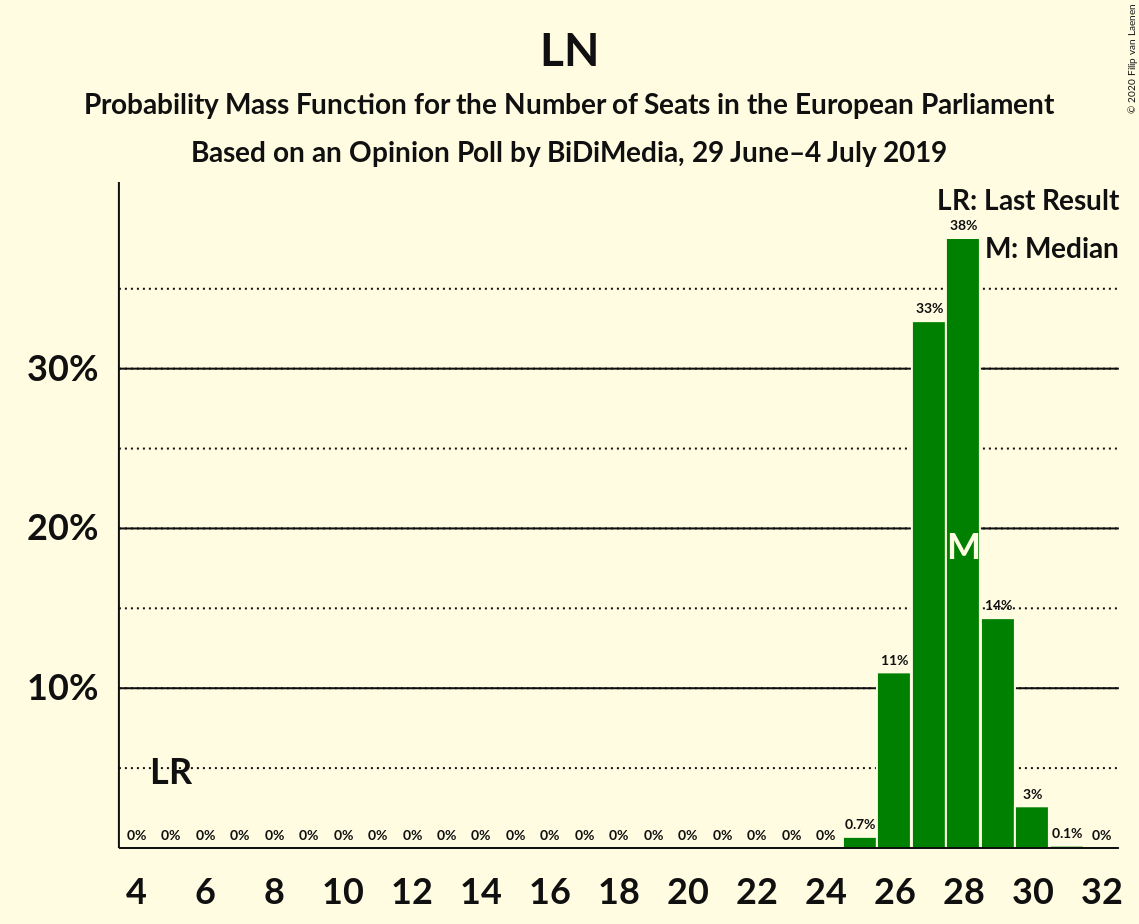 LN
Probability Mass Function for the Number of Seats in the European Parliament
Based on an Opinion Poll by BiDiMedia, 29 June–4 July 2019
© 2020 Filip van Laenen
LR: Last Result
M: Median
38%
33%
30%
20%
M
14%
11%
10%
LR
3%
0% 0% 0% 0% 0% 0% 0% 0% 0% 0% 0% 0% 0% 0% 0% 0% 0% 0% 0% 0% 0% 0.7% 0.1% 0%
4 6 8 10 12 14 16 18 20 22 24 26 28 30 32